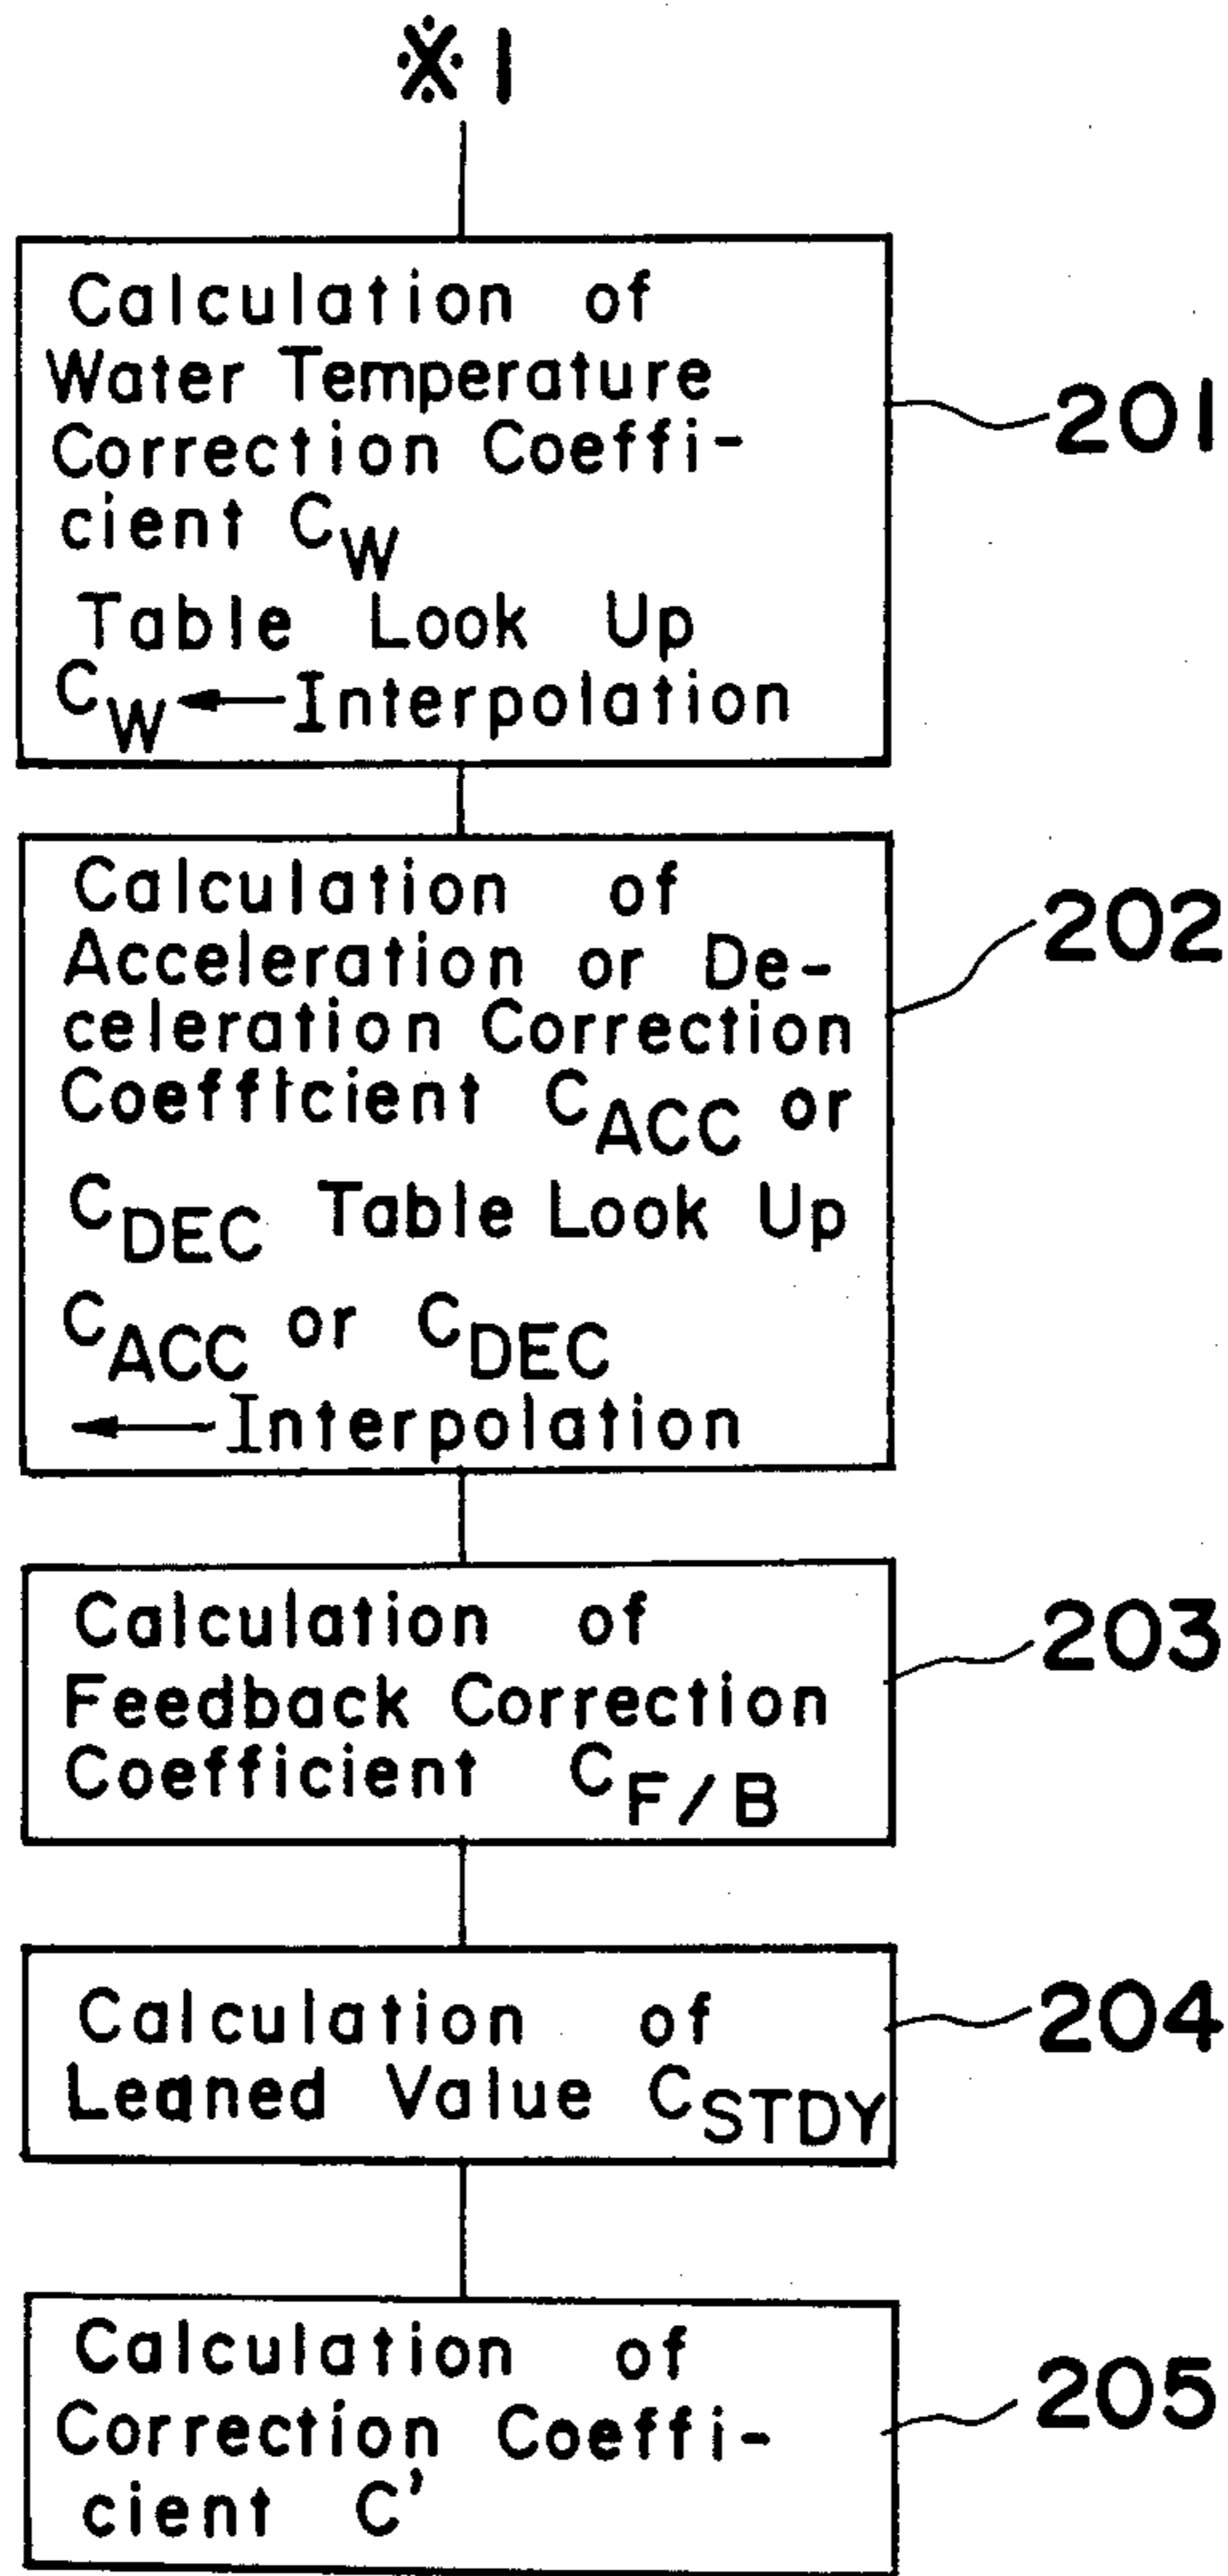 ※1
Calculation of
Water Temperature
Correction Coeffi-
cient C_W
Table Look Up
C_W ← Interpolation
201
Calculation of
Acceleration or De-
celeration Correction
Coefficient C_ACC or
C_DEC Table Look Up
C_ACC or C_DEC
← Interpolation
202
Calculation of
Feedback Correction
Coefficient C_F/B
203
Calculation of
Leaned Value C_STDY
204
Calculation of
Correction Coeffi-
cient C'
205